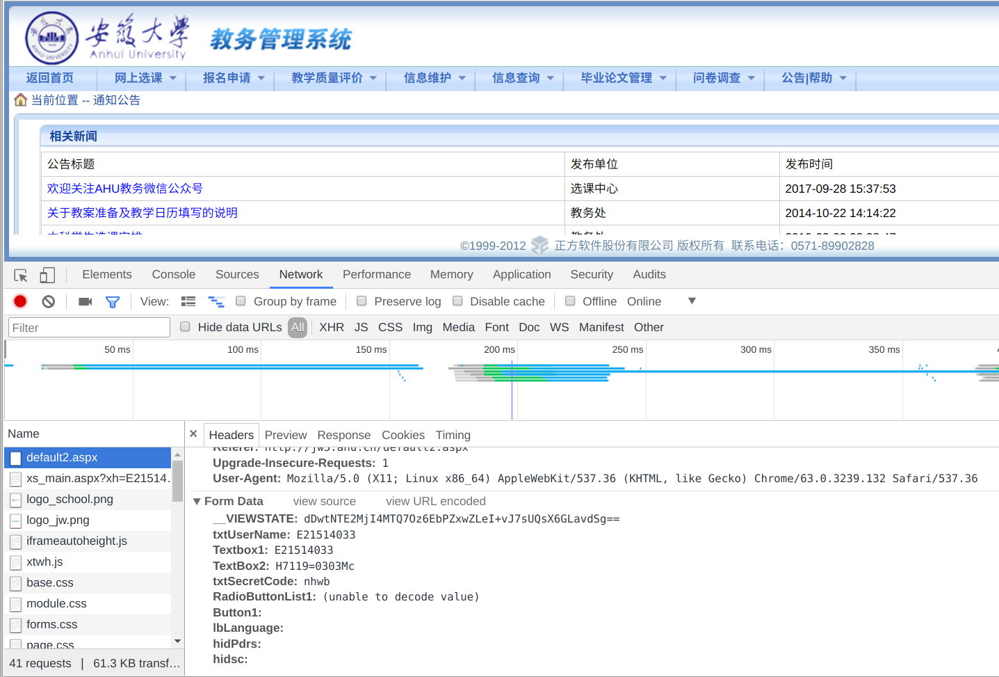 安徽大学
Anhui University
ANHUI UNIVERSITY
教务管理系统
返回首页 网上选课 报名申请 教学质量评价 信息维护 信息查询 毕业论文管理 问卷调查 公告|帮助
当前位置 -- 通知公告
相关新闻
公告标题 发布单位 发布时间
欢迎关注AHU教务微信公众号 选课中心 2017-09-28 15:37:53
关于教案准备及教学日历填写的说明 教务处 2014-10-22 14:14:22
©1999-2012 正方软件股份有限公司 版权所有 联系电话：0571-89902828
Elements Console Sources Network Performance Memory Application Security Audits
View: Group by frame Preserve log Disable cache Offline Online
Filter Hide data URLs All XHR JS CSS Img Media Font Doc WS Manifest Other
50 ms 100 ms 150 ms 200 ms 250 ms 300 ms 350 ms
Name × Headers Preview Response Cookies Timing
default2.aspx
xs_main.aspx?xh=E21514.
logo_school.png
logo_jw.png
iframeautoheight.js
xtwh.js
base.css
module.css
forms.css
page.css
41 requests | 61.3 KB transf…
Referer: http://jw3.ahu.cn/default2.aspx
Upgrade-Insecure-Requests: 1
User-Agent: Mozilla/5.0 (X11; Linux x86_64) AppleWebKit/537.36 (KHTML, like Gecko) Chrome/63.0.3239.132 Safari/537.36
Form Data view source view URL encoded
__VIEWSTATE: dDwtNTE2MjI4MTQ7Oz6EbPZxwZLeI+vJ7sUQsX6GLavdSg==
txtUserName: E21514033
Textbox1: E21514033
TextBox2: H7119=0303Mc
txtSecretCode: nhwb
RadioButtonList1: (unable to decode value)
Button1:
lbLanguage:
hidPdrs:
hidsc: